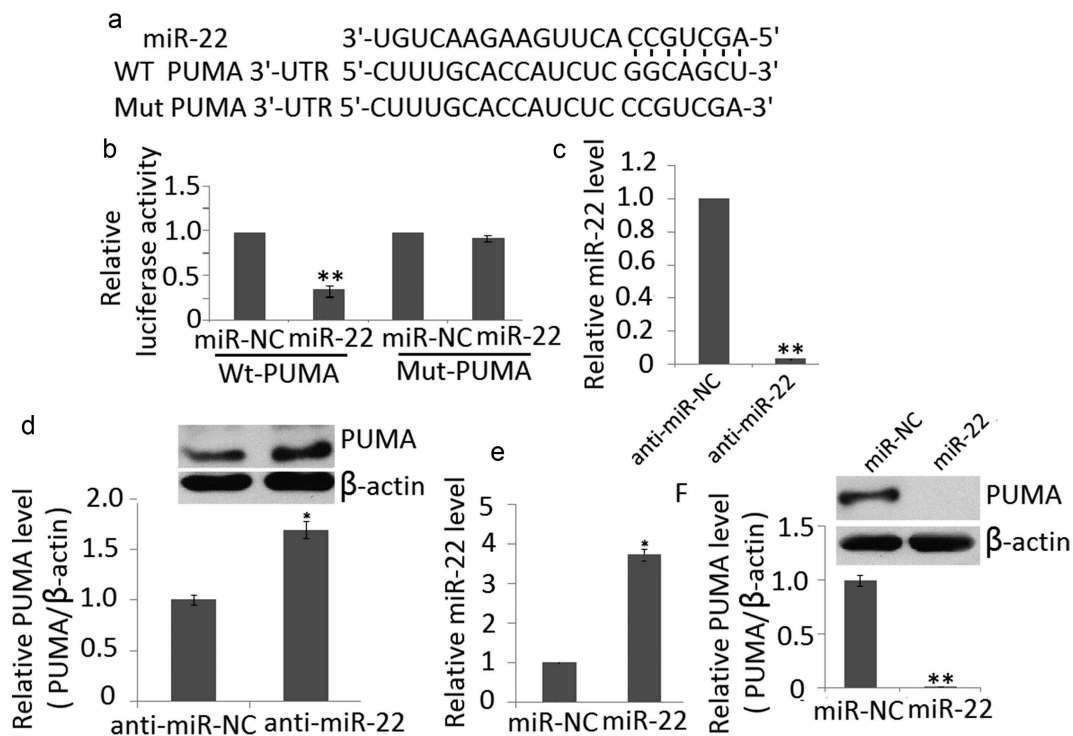 a
miR-22 3'-UGUCAAGAAGUUCA CCGUCGA-5'
WT PUMA 3'-UTR 5'-CUUUGCACCAUCUC GGCAGCU-3'
Mut PUMA 3'-UTR 5'-CUUUGCACCAUCUC CCGUCGA-3'
b
Relative
luciferase activity
1.5
1.0
0.5
0
**
miR-NC miR-22 miR-NC miR-22
Wt-PUMA Mut-PUMA
c
Relative miR-22 level
1.2
1.0
0.8
0.6
0.4
0.2
0
**
anti-miR-NC
anti-miR-22
d
PUMA
β-actin
Relative PUMA level
( PUMA/β-actin)
2.0
1.5
1.0
0.5
0
*
anti-miR-NC anti-miR-22
e
Relative miR-22 level
5
4
3
2
1
0
*
miR-NC miR-22
F
miR-NC
miR-22
PUMA
β-actin
Relative PUMA level
( PUMA/β-actin)
1.5
1.0
0.5
0
**
miR-NC miR-22